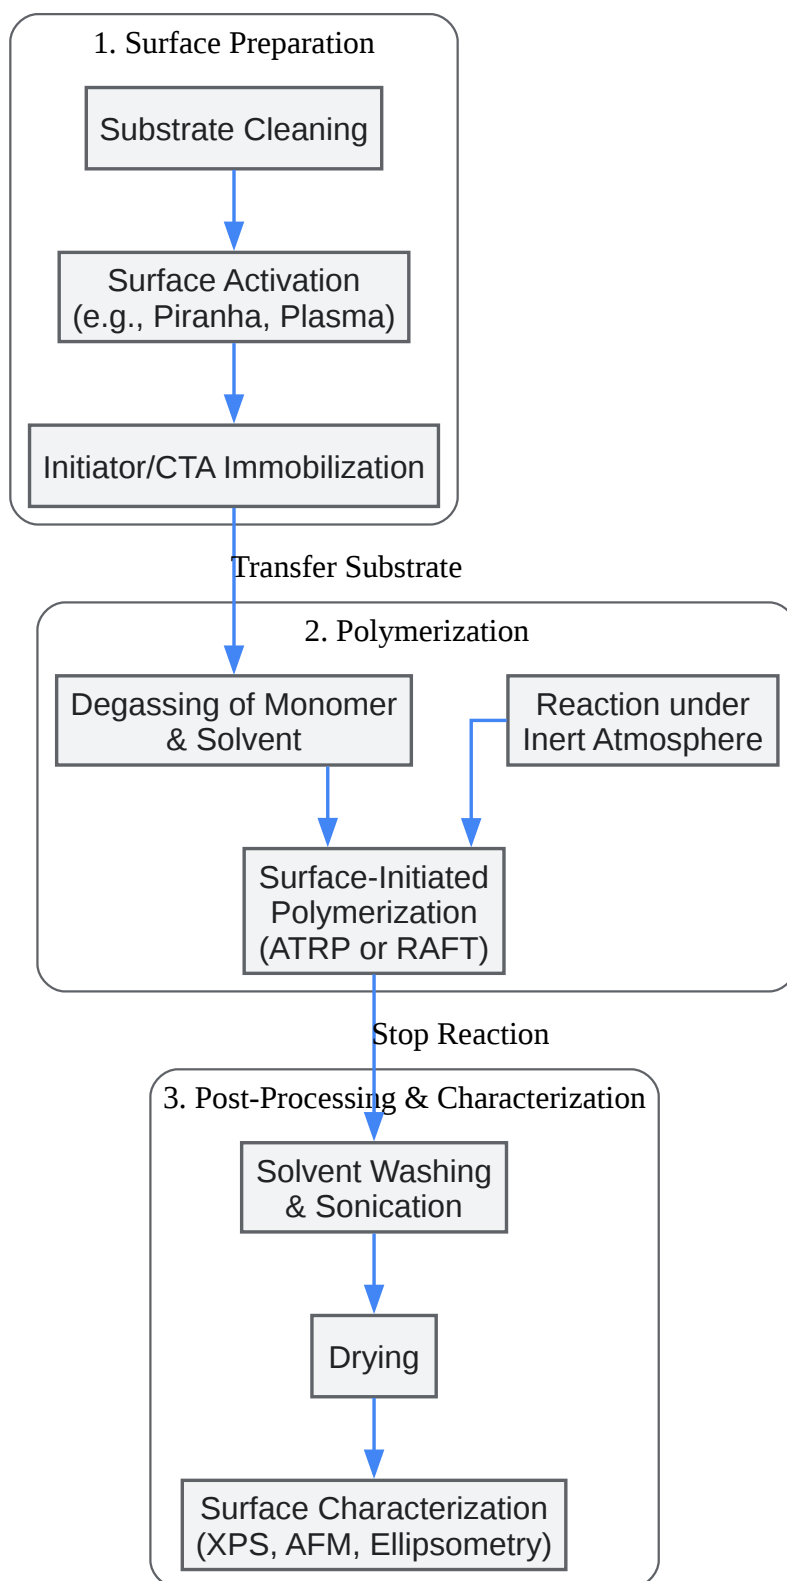 1. Surface Preparation
Substrate Cleaning
Surface Activation
(e.g., Piranha, Plasma)
Initiator/CTA Immobilization
Transfer Substrate
2. Polymerization
Degassing of Monomer
& Solvent
Reaction under
Inert Atmosphere
Surface-Initiated
Polymerization
(ATRP or RAFT)
Stop Reaction
3. Post-Processing & Characterization
Solvent Washing
& Sonication
Drying
Surface Characterization
(XPS, AFM, Ellipsometry)